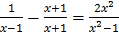 1/(x−1) − (x+1)/(x+1) = 2x²/(x²−1)